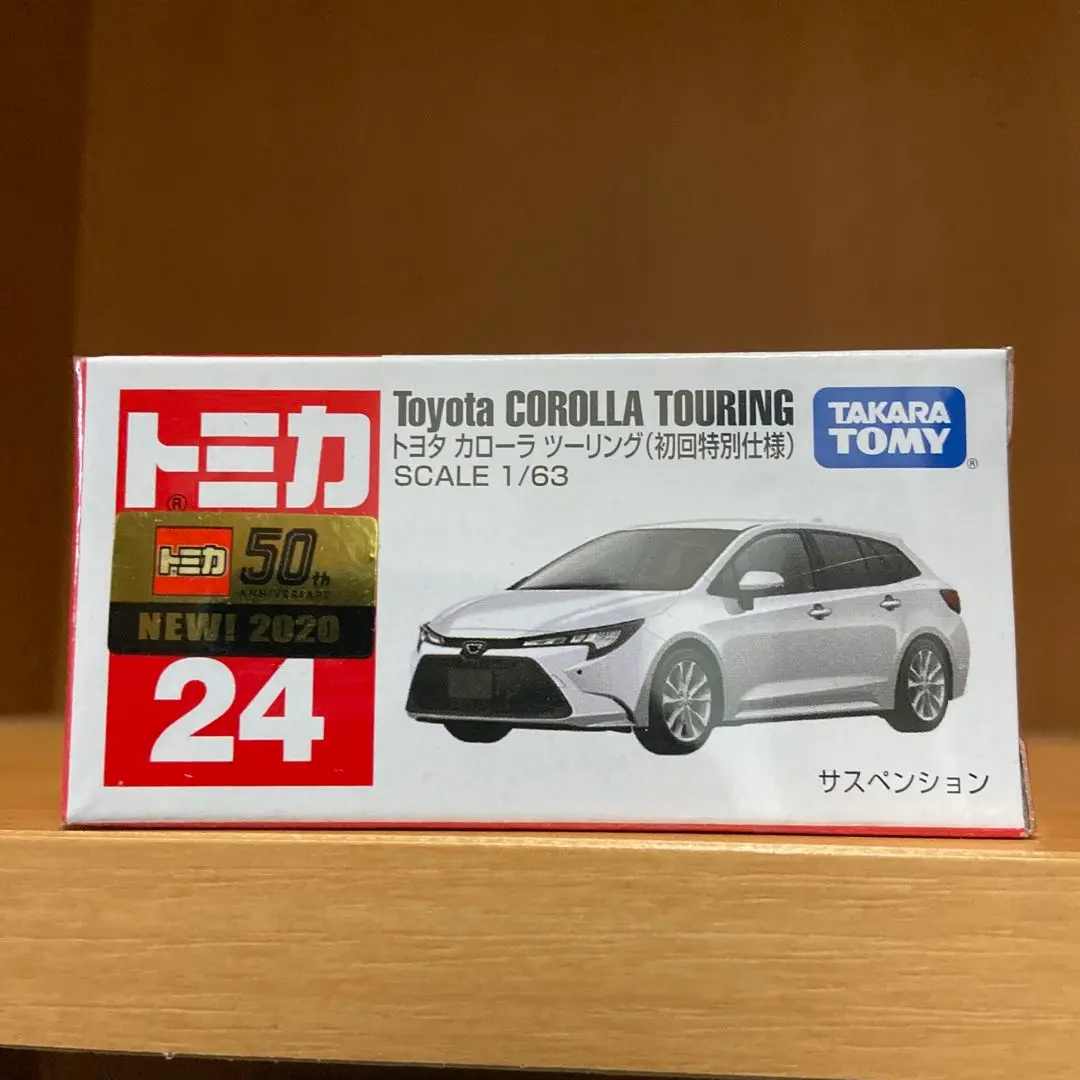 トミカ®
トミカ 50th
ANNIVERSARY
NEW! 2020
24
Toyota COROLLA TOURING
トヨタ カローラ ツーリング(初回特別仕様)
SCALE 1/63
TAKARA
TOMY®
サスペンション